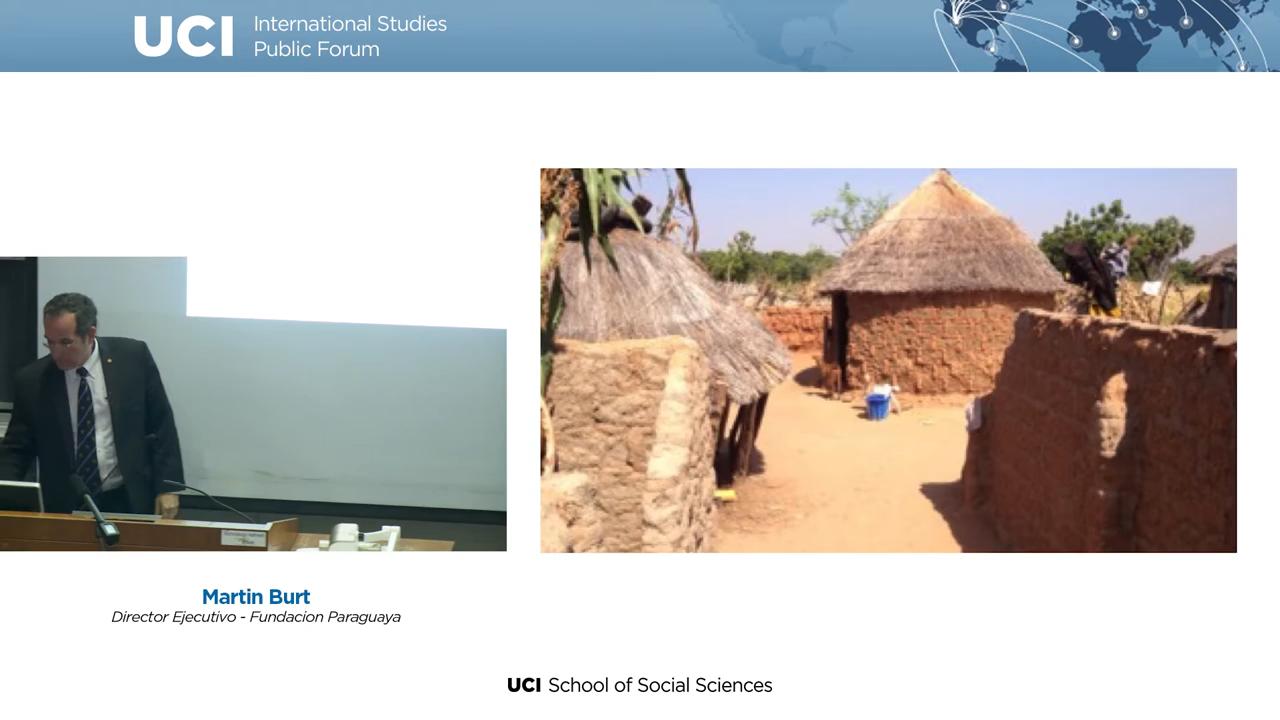 UCI
International Studies
Public Forum
Martin Burt
Director Ejecutivo - Fundacion Paraguaya
UCI School of Social Sciences